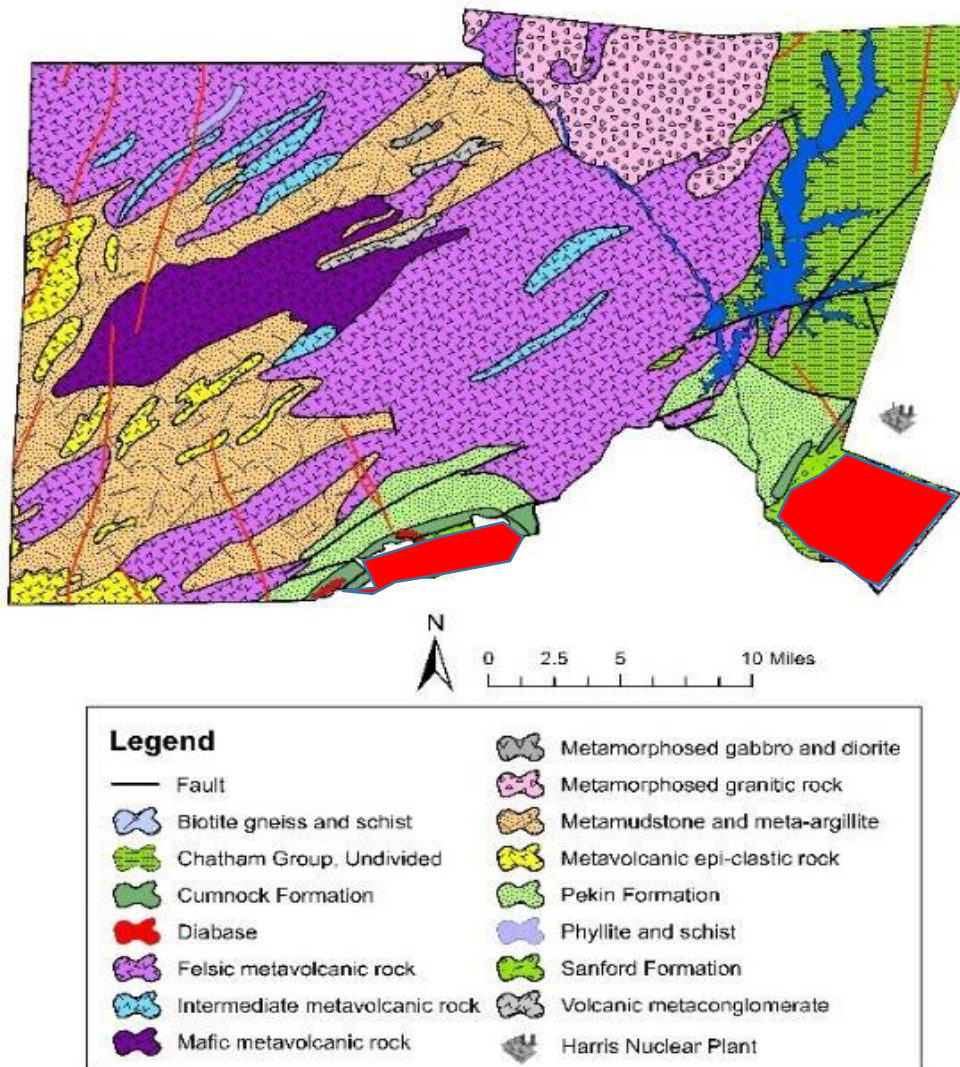 N
0 2.5 5 10 Miles
Legend
Fault
Biotite gneiss and schist
Chatham Group, Undivided
Cumnock Formation
Diabase
Felsic metavolcanic rock
Intermediate metavolcanic rock
Mafic metavolcanic rock
Metamorphosed gabbro and diorite
Metamorphosed granitic rock
Metamudstone and meta-argillite
Metavolcanic epi-clastic rock
Pekin Formation
Phyllite and schist
Sanford Formation
Volcanic metaconglomerate
Harris Nuclear Plant